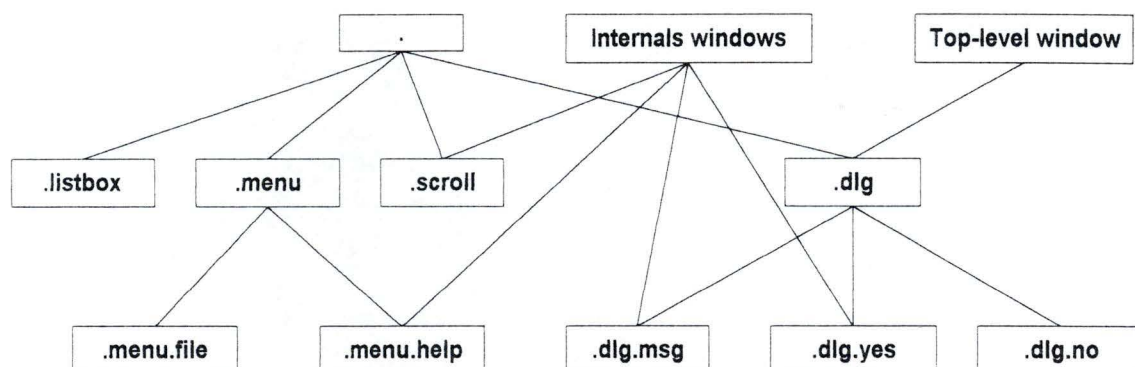 .
Internals windows
Top-level window
.listbox
.menu
.scroll
.dlg
.menu.file
.menu.help
.dlg.msg
.dlg.yes
.dlg.no